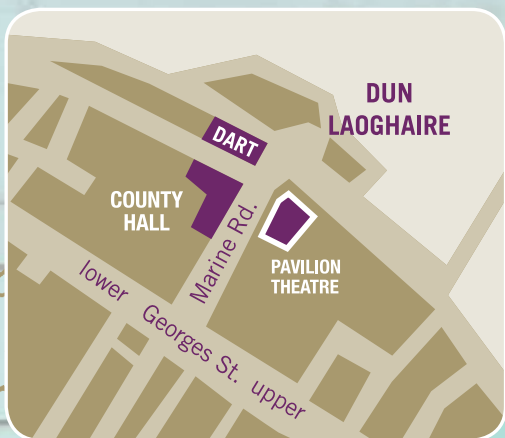 DUN
LAOGHAIRE
DART
COUNTY
HALL
Marine Rd.
PAVILION
THEATRE
lower Georges St. upper